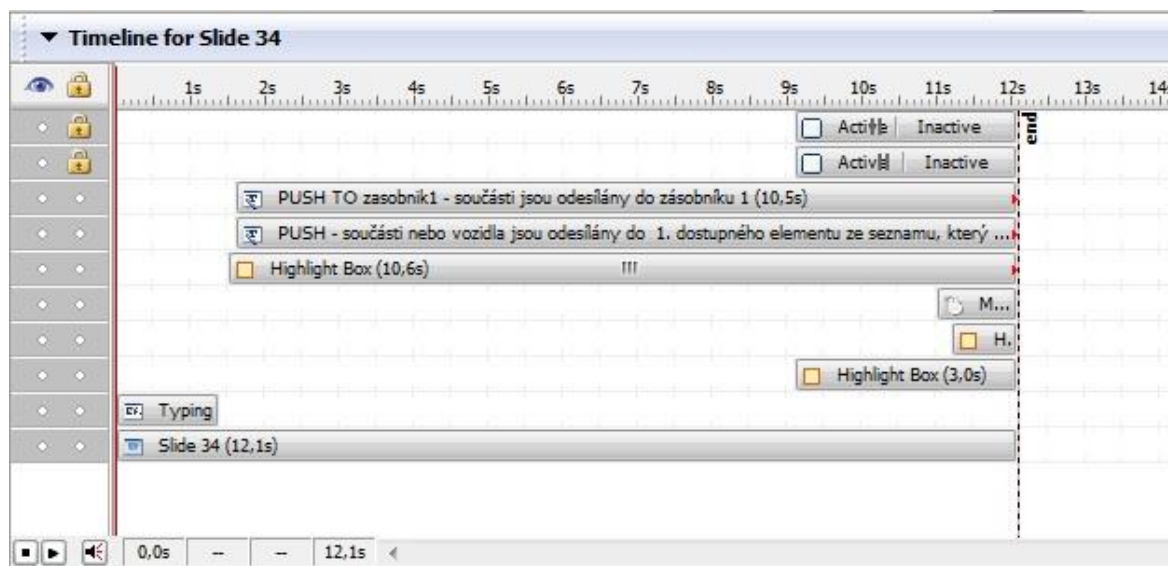 Timeline for Slide 34
1s 2s 3s 4s 5s 6s 7s 8s 9s 10s 11s 12s 13s 14
Inactive
end
Inactive
PUSH TO zasobnik1 - součásti jsou odesílány do zásobníku 1 (10,5s)
PUSH - součásti nebo vozidla jsou odesílány do 1. dostupného elementu ze seznamu, který ...
Highlight Box (10,6s)
M...
H.
Highlight Box (3,0s)
Typing
Slide 34 (12,1s)
0,0s -- -- 12,1s